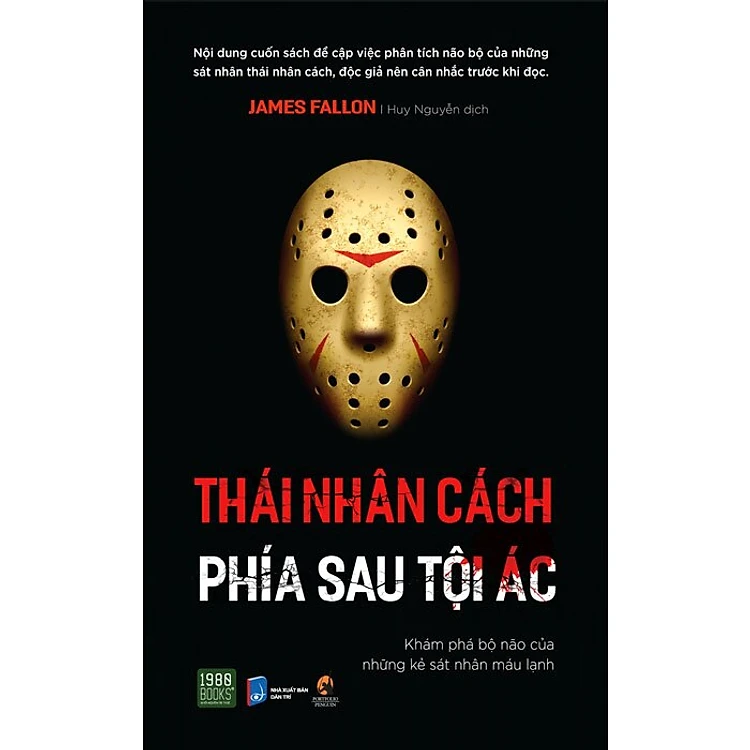 Nội dung cuốn sách đề cập việc phân tích não bộ của những
sát nhân thái nhân cách, độc giả nên cân nhắc trước khi đọc.
JAMES FALLON | Huy Nguyễn dịch
THÁI NHÂN CÁCH
PHÍA SAU TỘI ÁC
Khám phá bộ não của
những kẻ sát nhân máu lạnh
1980
BOOKS
NHÀ XUẤT BẢN
DÂN TRÍ
PORTFOLIO
PENGUIN